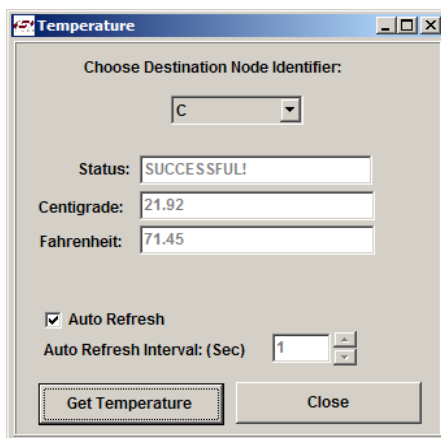 Temperature
Choose Destination Node Identifier:
C
Status: SUCCESSFUL!
Centigrade: 21.92
Fahrenheit: 71.45
Auto Refresh
Auto Refresh Interval: (Sec) 1
Get Temperature Close